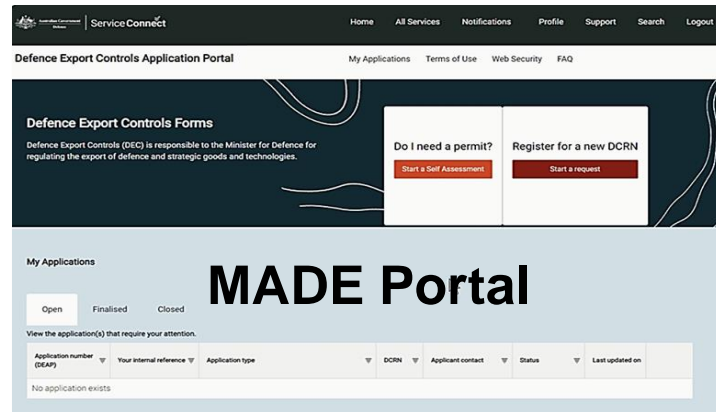 Australian Government
Defence
Service Connect
Home All Services Notifications Profile Support Search Logout
Defence Export Controls Application Portal
My Applications Terms of Use Web Security FAQ
Defence Export Controls Forms
Defence Export Controls (DEC) is responsible to the Minister for Defence for
regulating the export of defence and strategic goods and technologies.
Do I need a permit?
Start a Self Assessment
Register for a new DCRN
Start a request
My Applications
MADE Portal
Open Finalised Closed
View the application(s) that require your attention.
Application number (DEAP) Your internal reference Application type DCRN Applicant contact Status Last updated on
No application exists